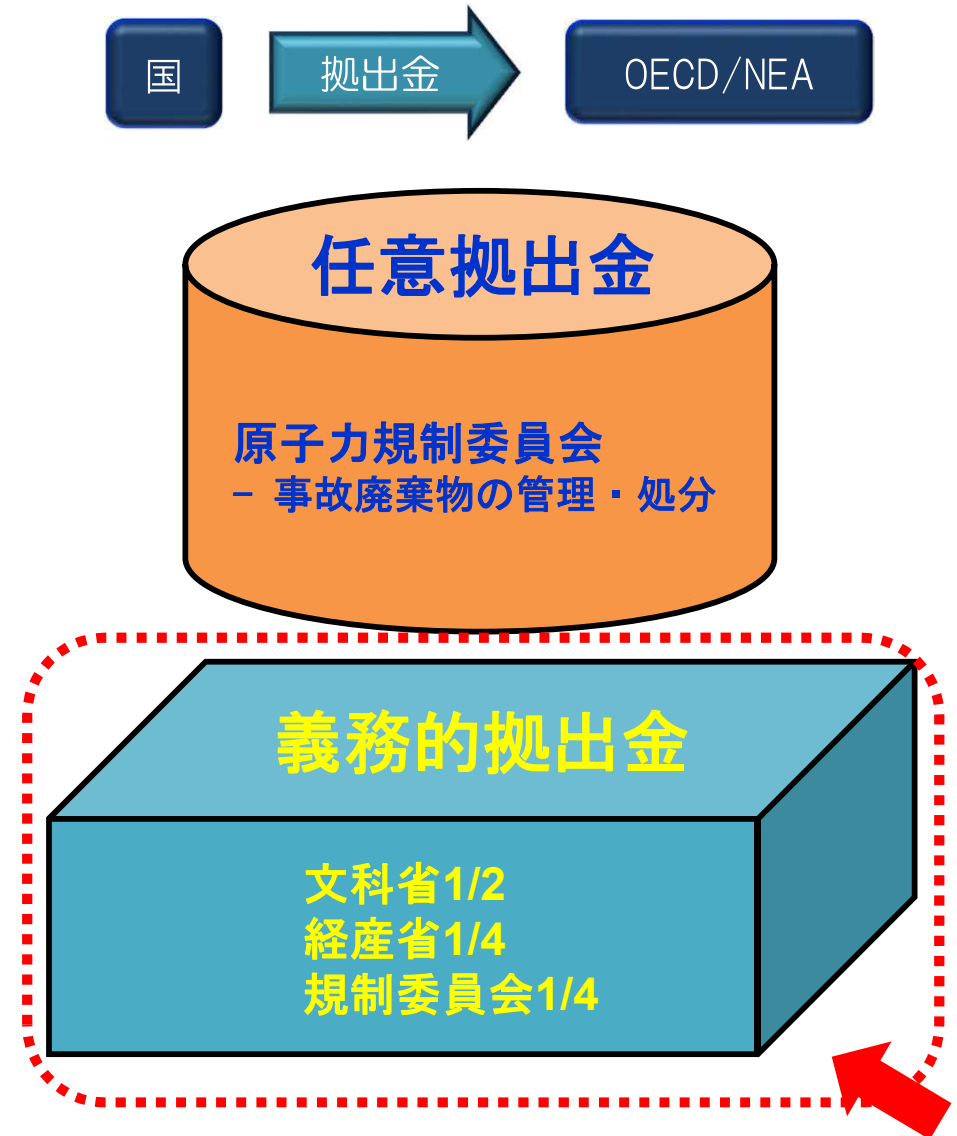 国 拠出金 OECD/NEA
任意拠出金
原子力規制委員会
- 事故廃棄物の管理・処分
義務的拠出金
文科省1/2
経産省1/4
規制委員会1/4